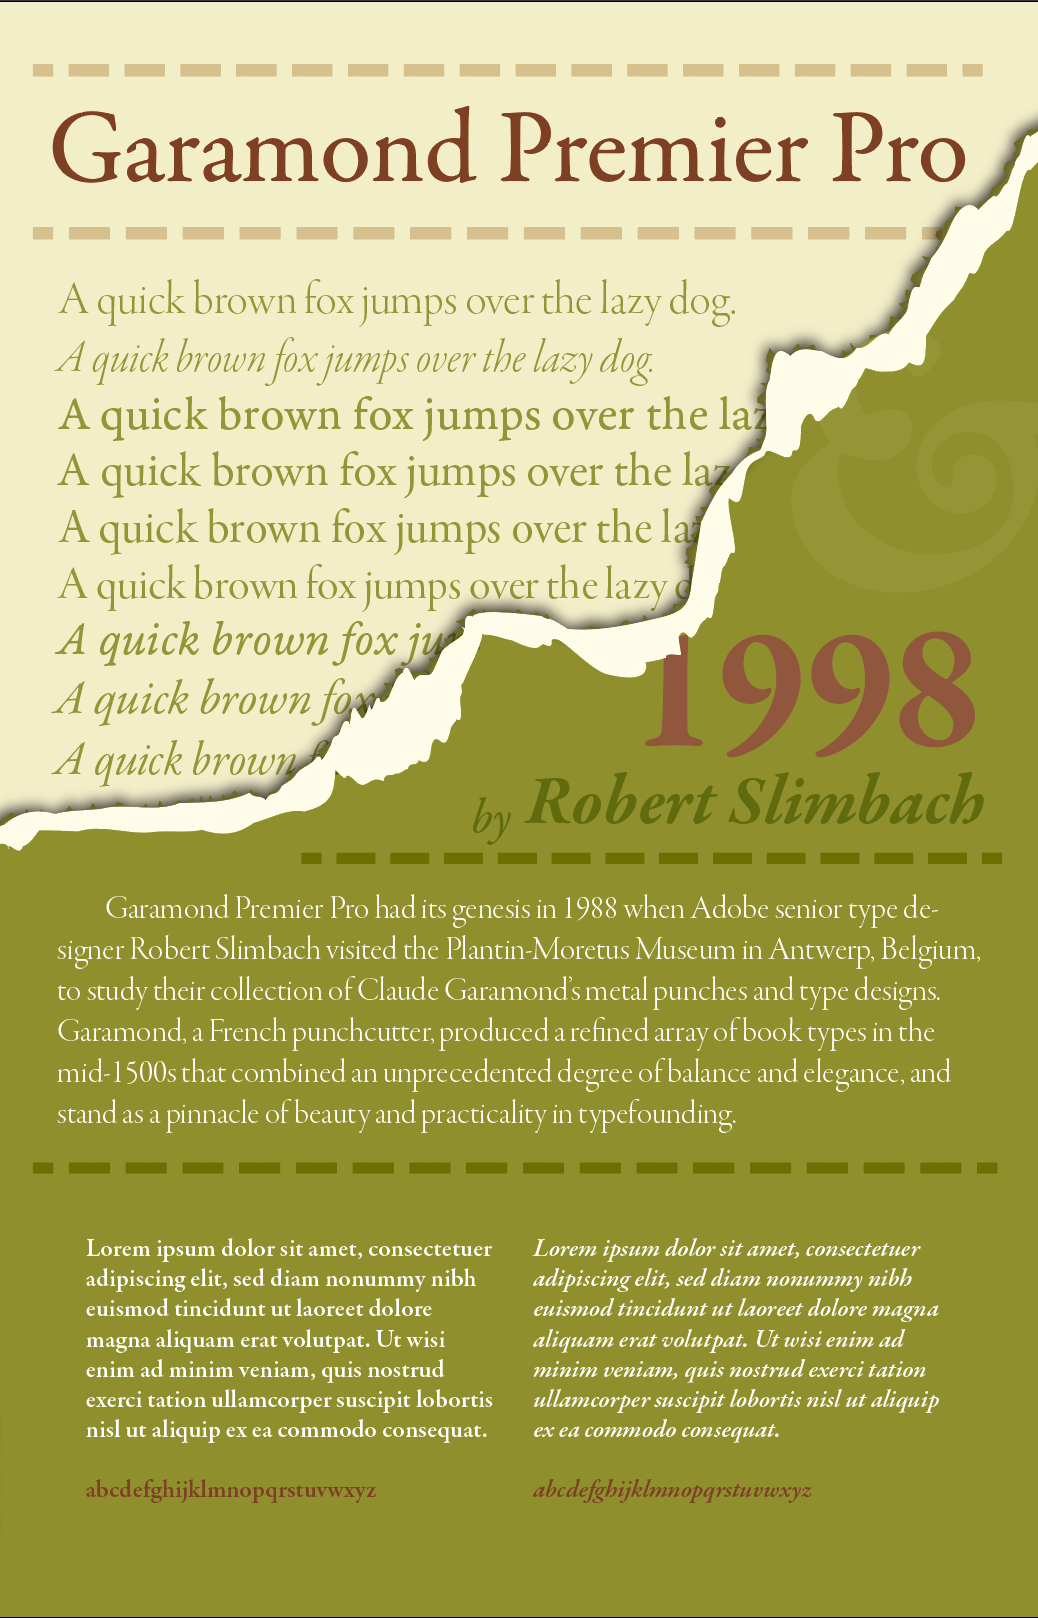 Garamond Premier Pro
A quick brown fox jumps over the lazy dog.
A quick brown fox jumps over the lazy dog.
A quick brown fox jumps over the laz
A quick brown fox jumps over the laz
A quick brown fox jumps over the la
A quick brown fox jumps over the lazy d
A quick brown fox ju
A quick brown fox
A quick brown f
&
1998
by Robert Slimbach
Garamond Premier Pro had its genesis in 1988 when Adobe senior type de-
signer Robert Slimbach visited the Plantin-Moretus Museum in Antwerp, Belgium,
to study their collection of Claude Garamond’s metal punches and type designs.
Garamond, a French punchcutter, produced a refined array of book types in the
mid-1500s that combined an unprecedented degree of balance and elegance, and
stand as a pinnacle of beauty and practicality in typefounding.
Lorem ipsum dolor sit amet, consectetuer
adipiscing elit, sed diam nonummy nibh
euismod tincidunt ut laoreet dolore
magna aliquam erat volutpat. Ut wisi
enim ad minim veniam, quis nostrud
exerci tation ullamcorper suscipit lobortis
nisl ut aliquip ex ea commodo consequat.
abcdefghijklmnopqrstuvwxyz
Lorem ipsum dolor sit amet, consectetuer
adipiscing elit, sed diam nonummy nibh
euismod tincidunt ut laoreet dolore magna
aliquam erat volutpat. Ut wisi enim ad
minim veniam, quis nostrud exerci tation
ullamcorper suscipit lobortis nisl ut aliquip
ex ea commodo consequat.
abcdefghijklmnopqrstuvwxyz